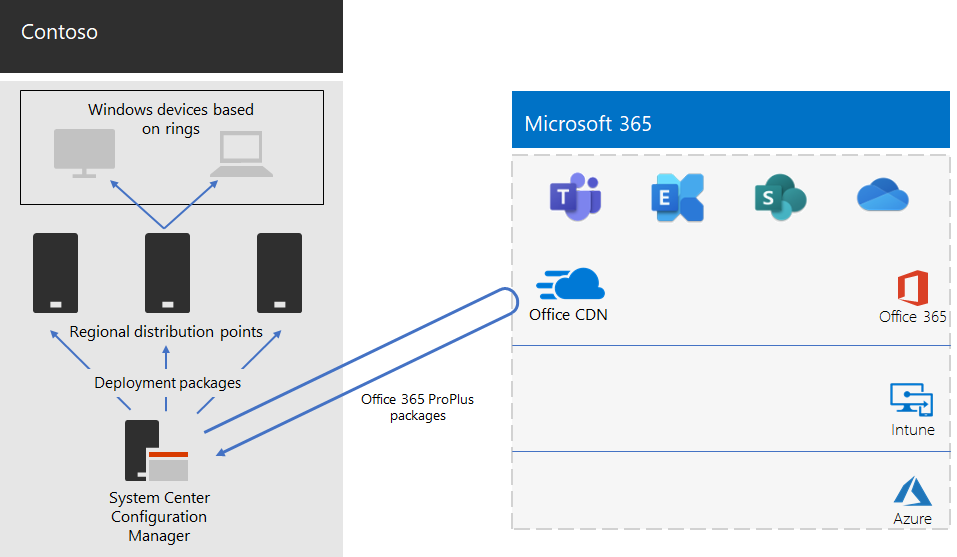 Contoso
Windows devices based
on rings
Regional distribution points
Deployment packages
System Center
Configuration
Manager
Office 365 ProPlus
packages
Microsoft 365
T
E
S
Office CDN
Office 365
Intune
Azure